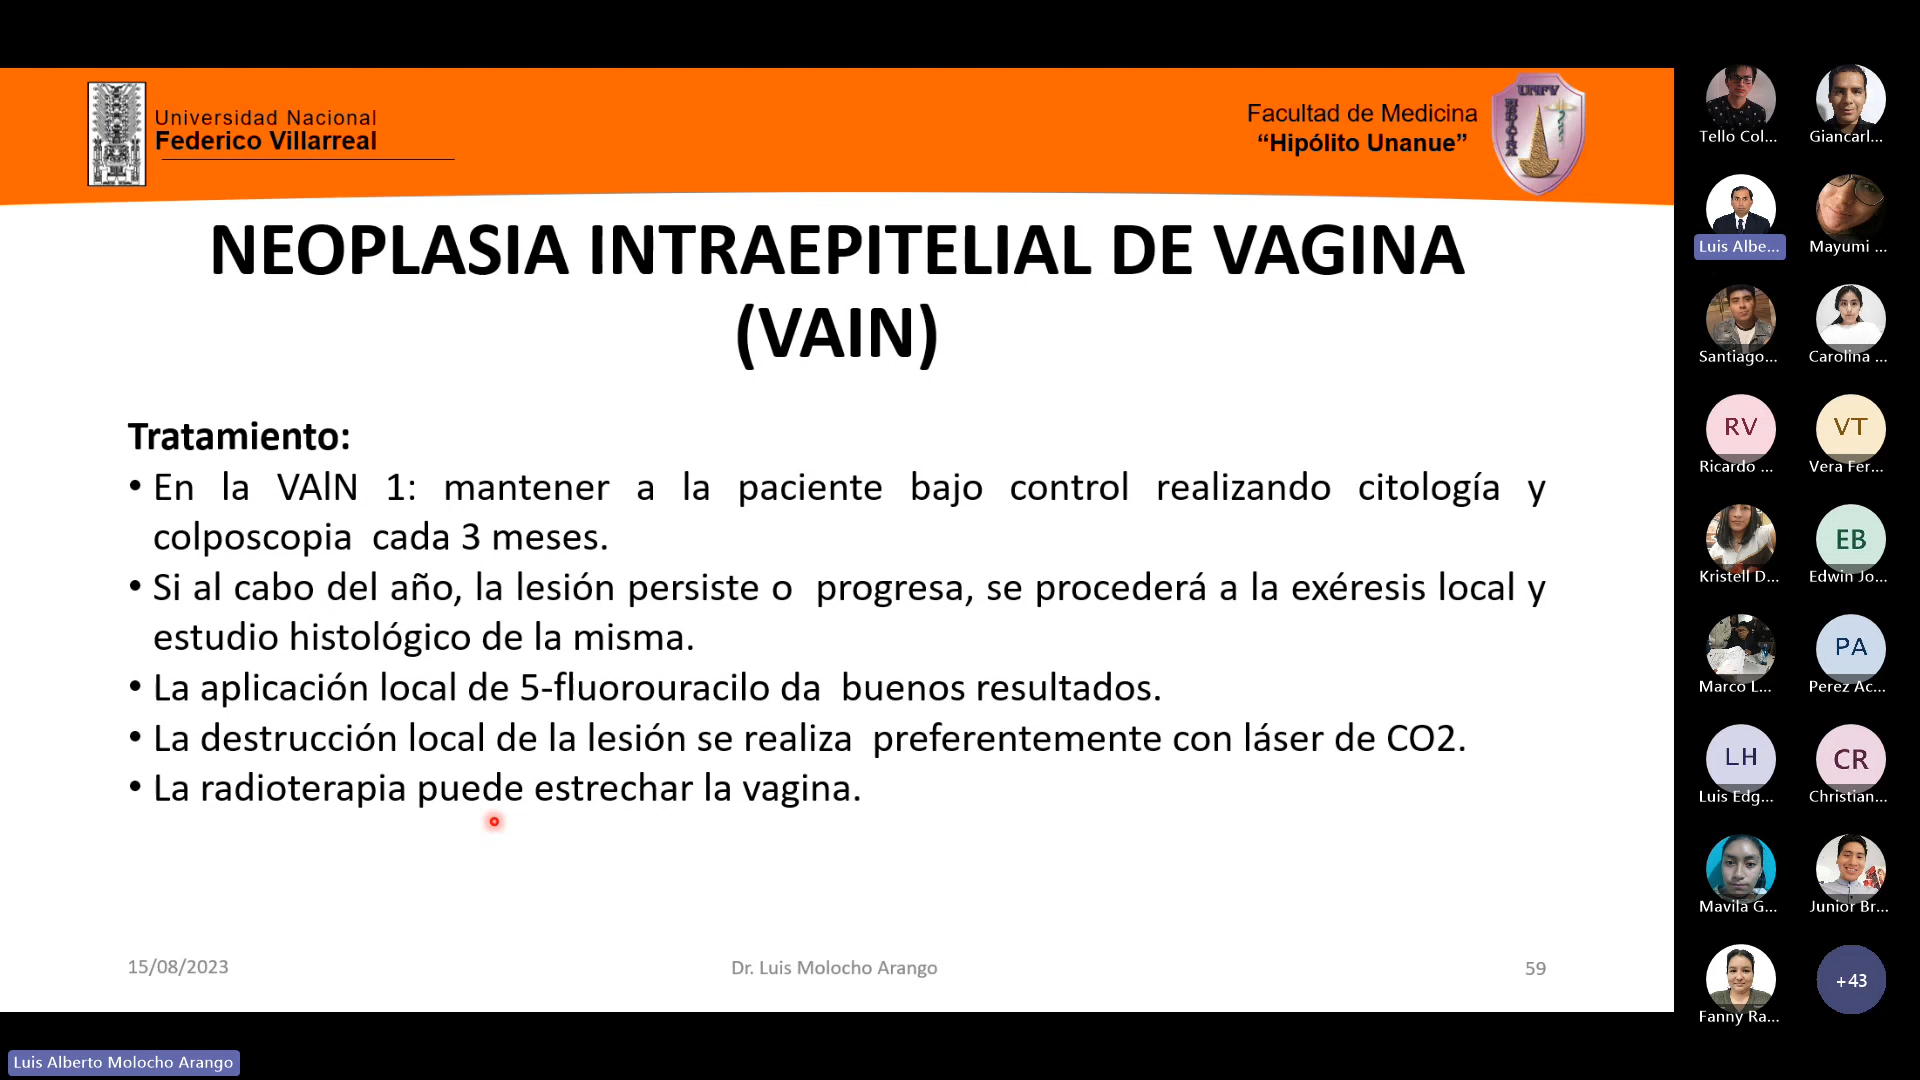 Universidad Nacional
Federico Villarreal
Facultad de Medicina
“Hipólito Unanue”
UNFV
NEOPLASIA INTRAEPITELIAL DE VAGINA
(VAIN)
Tratamiento:
• En la VAlN 1: mantener a la paciente bajo control realizando citología y
colposcopia cada 3 meses.
• Si al cabo del año, la lesión persiste o progresa, se procederá a la exéresis local y
estudio histológico de la misma.
• La aplicación local de 5-fluorouracilo da buenos resultados.
• La destrucción local de la lesión se realiza preferentemente con láser de CO2.
• La radioterapia puede estrechar la vagina.
15/08/2023
Dr. Luis Molocho Arango
59
Tello Col...
Giancarl...
Luis Albe...
Mayumi ...
Santiago...
Carolina ...
RV
VT
Ricardo ...
Vera Fer...
EB
Kristell D...
Edwin Jo...
PA
Marco L...
Perez Ac...
LH
CR
Luis Edg...
Christian...
Mavila G...
Junior Br...
+43
Fanny Ra...
Luis Alberto Molocho Arango